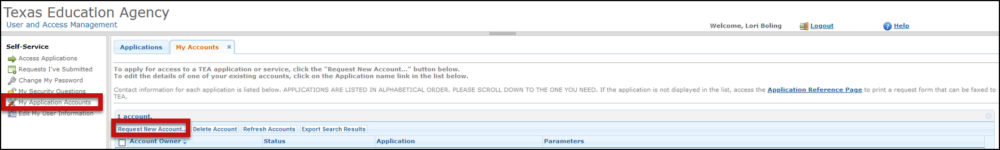 Texas Education Agency
User and Access Management
Welcome, Lori Boling
Logout
Help
Self-Service
Access Applications
Requests I've Submitted
Change My Password
My Security Questions
My Application Accounts
Edit My User Information
Applications
My Accounts
To apply for access to a TEA application or service, click the "Request New Account..." button below.
To edit the details of one of your existing accounts, click on the Application name link in the list below.
Contact information for each application is listed below. APPLICATIONS ARE LISTED IN ALPHABETICAL ORDER. PLEASE SCROLL DOWN TO THE ONE YOU NEED. If the application is not displayed in the list, access the Application Reference Page to print a request form that can be faxed to
TEA.
1 account.
Request New Account... Delete Account Refresh Accounts Export Search Results
Account Owner Status Application Parameters